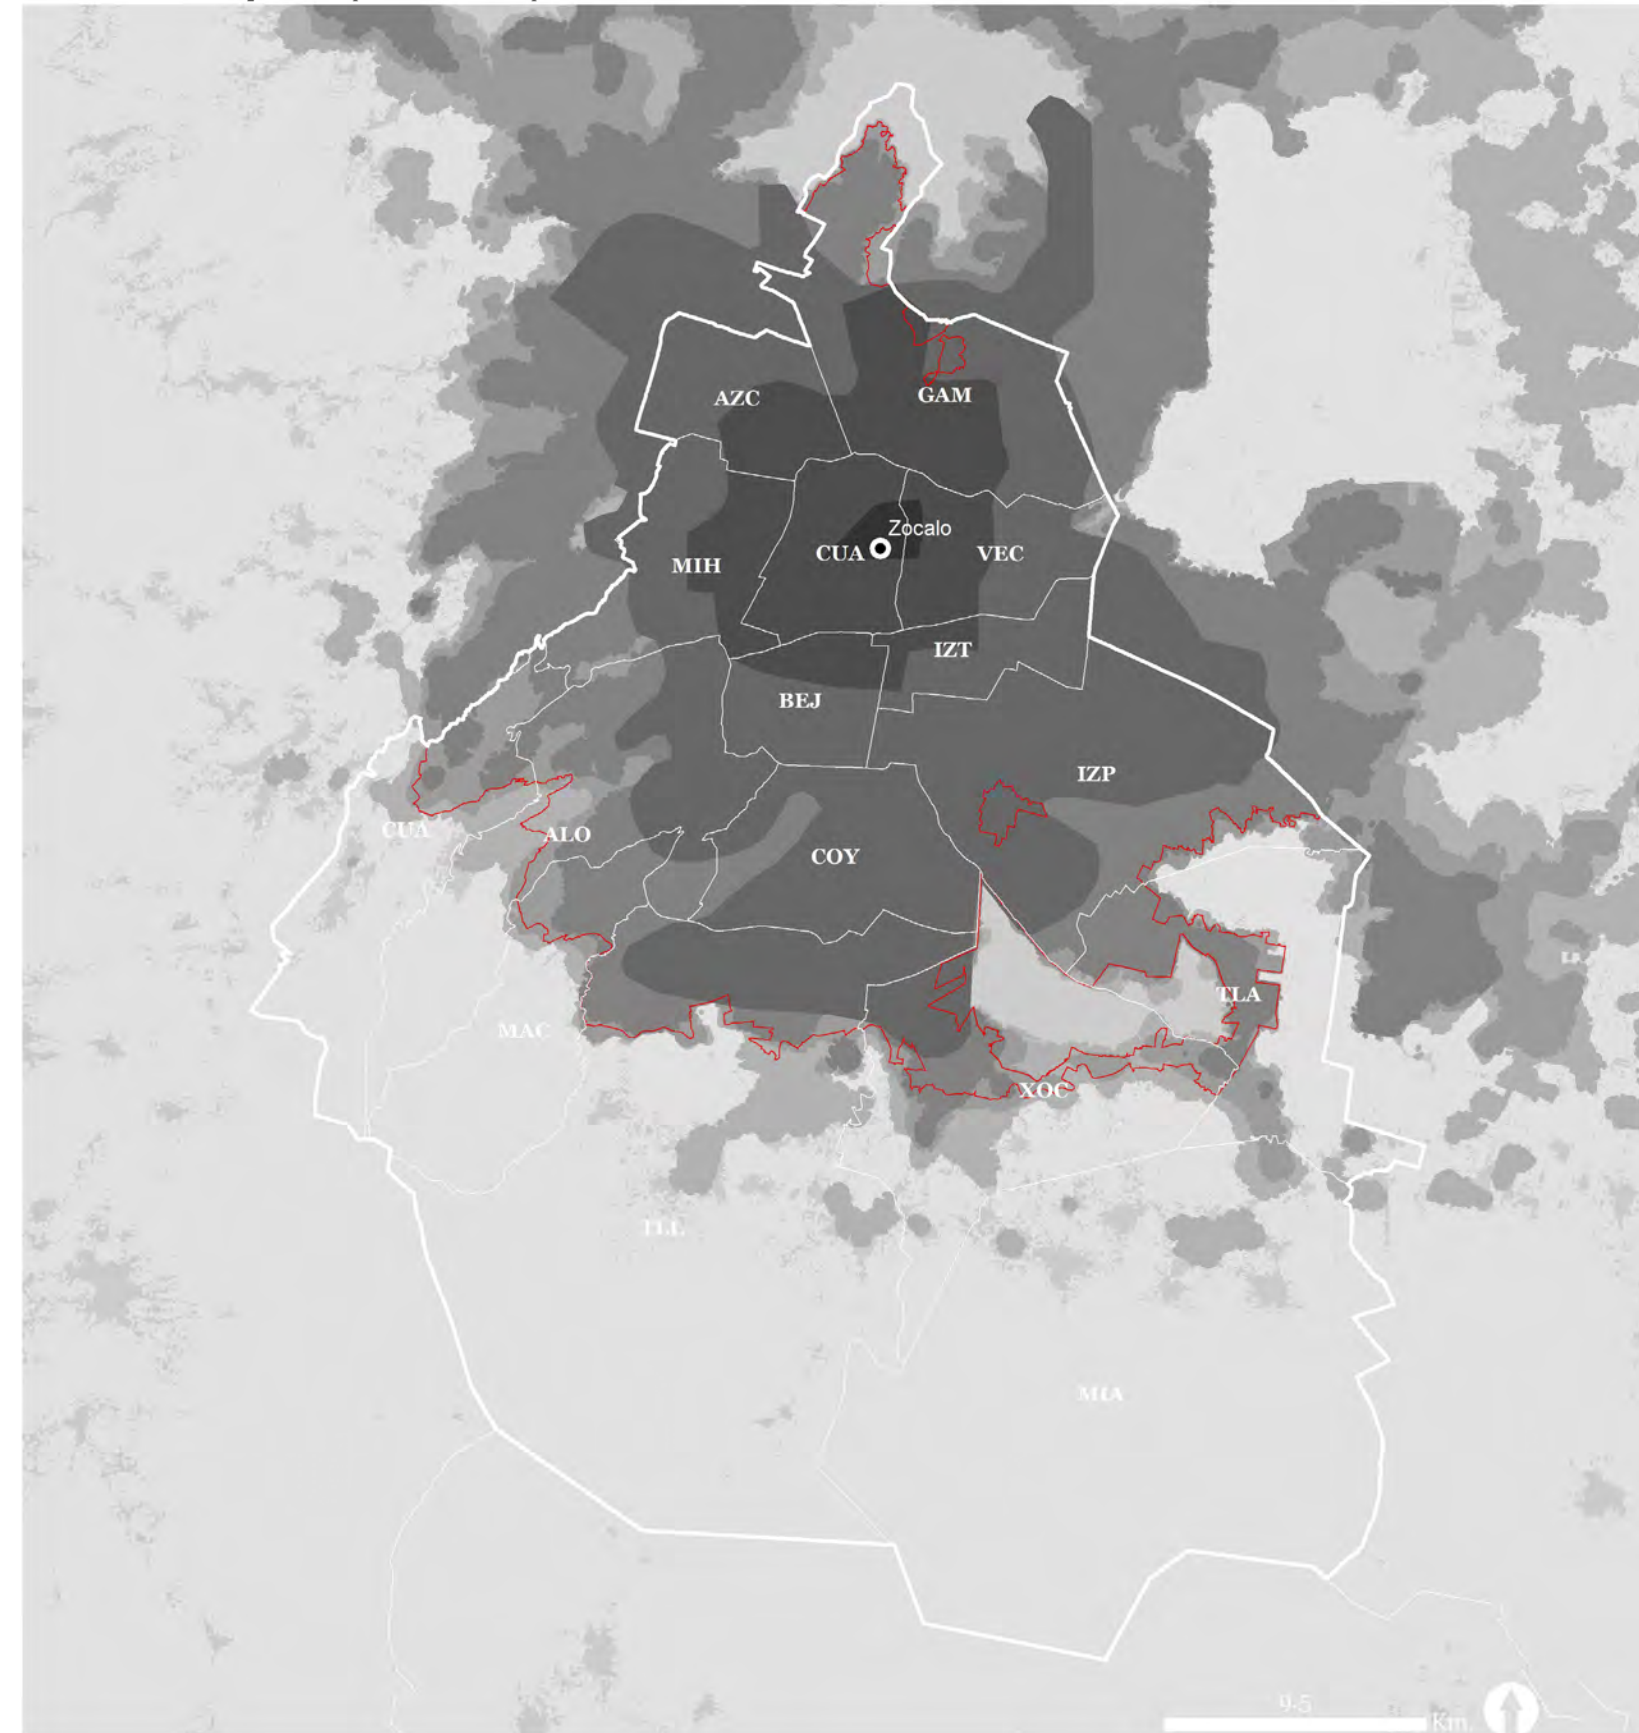 AZC
GAM
Zocalo
MIH
CUA
VEC
IZT
BEJ
IZP
CUA
ALO
COY
TLA
MAC
XOC
TLL
MIA
9.5
Km.